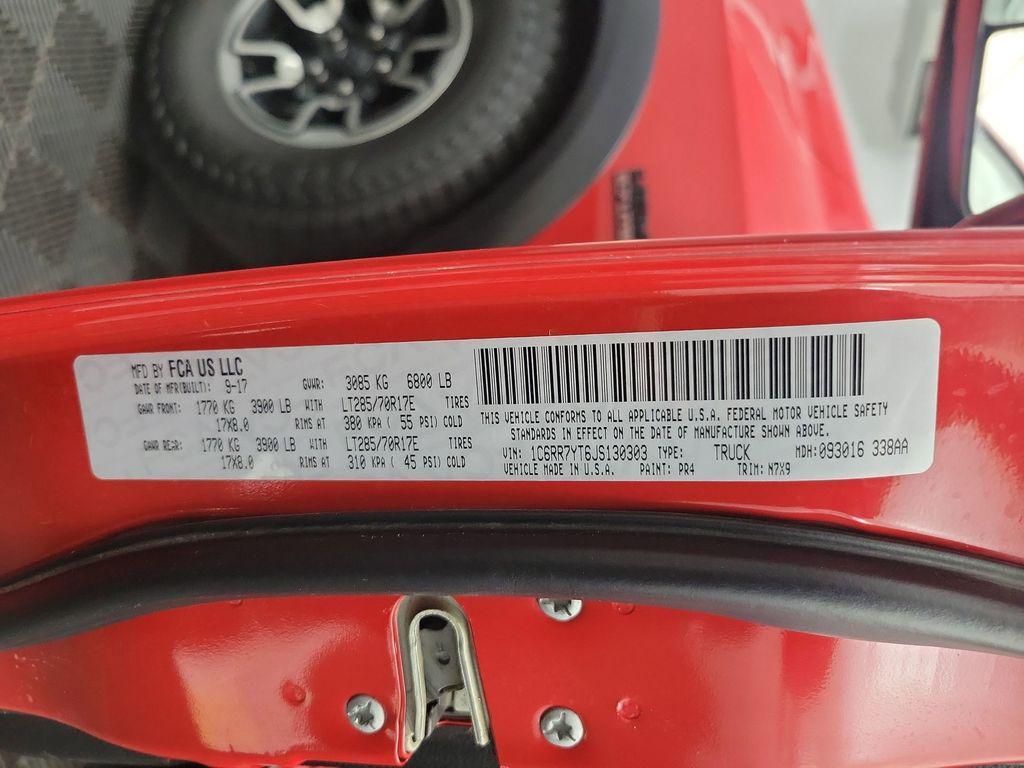 MFD BY FCA US LLC
DATE OF MFR(BUILT): 9-17 GVWR: 3085 KG 6800 LB
GAWR FRONT: 1770 KG 3900 LB WITH LT285/70R17E TIRES
17X8.0 RIMS AT 380 KPA ( 55 PSI) COLD
GAWR REAR: 1770 KG 3900 LB WITH LT285/70R17E TIRES
17X8.0 RIMS AT 310 KPA ( 45 PSI) COLD
THIS VEHICLE CONFORMS TO ALL APPLICABLE U.S.A. FEDERAL MOTOR VEHICLE SAFETY
STANDARDS IN EFFECT ON THE DATE OF MANUFACTURE SHOWN ABOVE.
VIN: 1C6RR7YT6JS130303 TYPE: TRUCK MDH: 093016 338AA
VEHICLE MADE IN U.S.A. PAINT: PR4 TRIM: N7X9